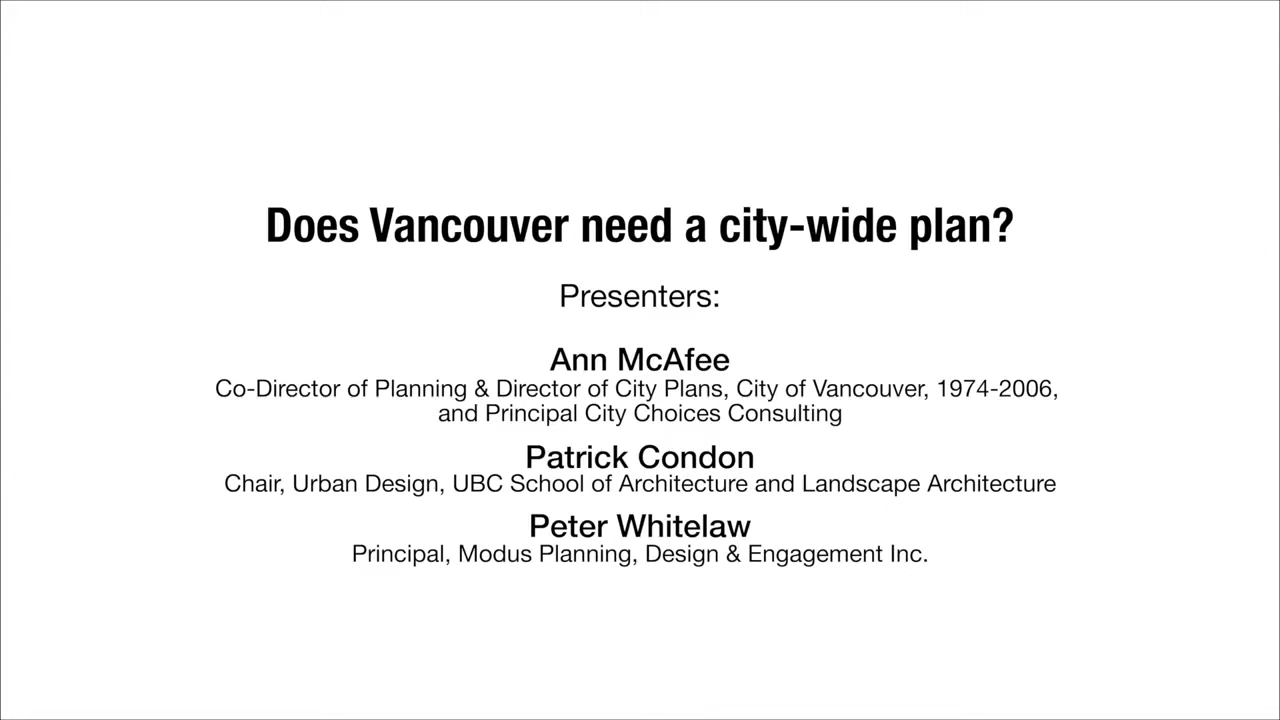 Does Vancouver need a city-wide plan?
Presenters:
Ann McAfee
Co-Director of Planning & Director of City Plans, City of Vancouver, 1974-2006,
and Principal City Choices Consulting
Patrick Condon
Chair, Urban Design, UBC School of Architecture and Landscape Architecture
Peter Whitelaw
Principal, Modus Planning, Design & Engagement Inc.